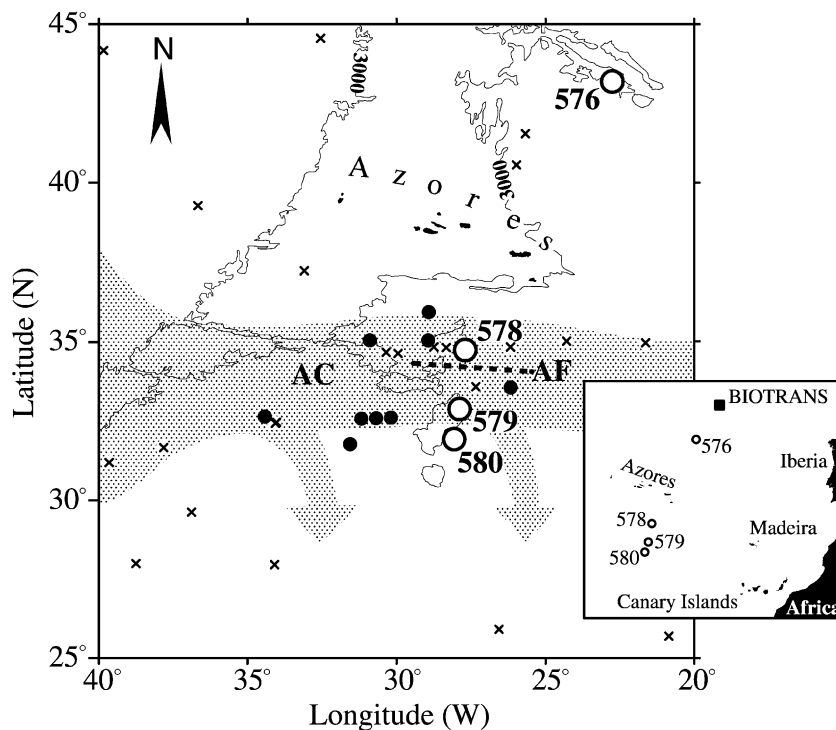 45°
N
3000
576
3000
40°
Azores
Latitude (N)
35°
578
AC
AF
579
580
30°
25°
40°
35°
30°
25°
20°
Longitude (W)
BIOTRANS
576
Iberia
Azores
578
579
Madeira
580
Canary Islands
Africa